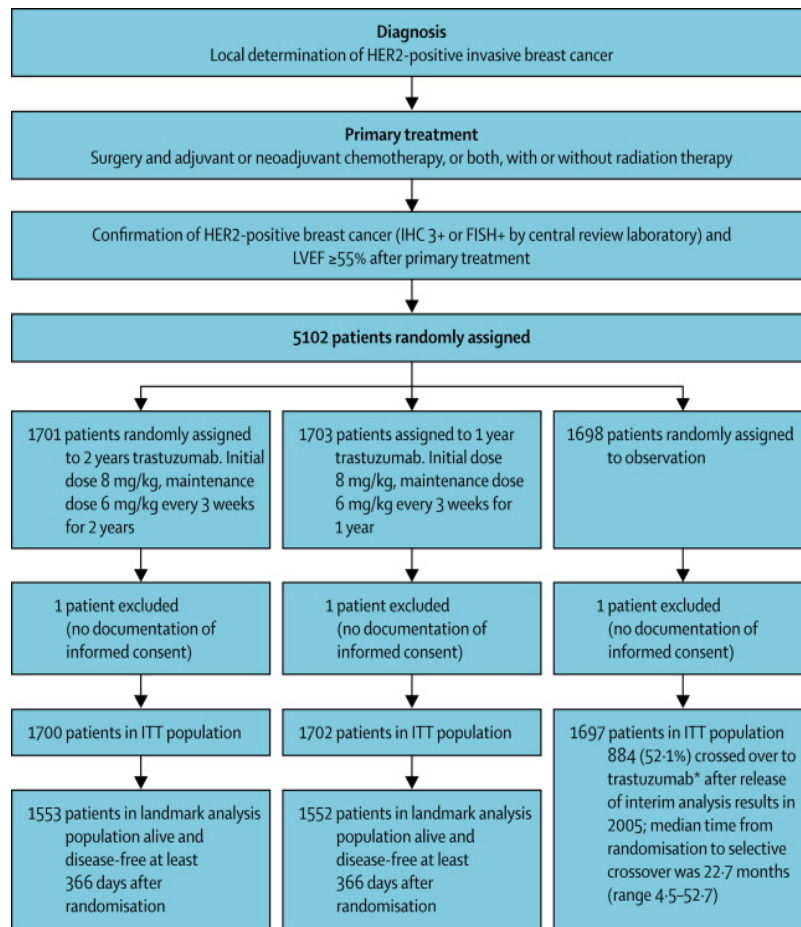 Diagnosis
Local determination of HER2-positive invasive breast cancer
Primary treatment
Surgery and adjuvant or neoadjuvant chemotherapy, or both, with or without radiation therapy
Confirmation of HER2-positive breast cancer (IHC 3+ or FISH+ by central review laboratory) and
LVEF ≥55% after primary treatment
5102 patients randomly assigned
1701 patients randomly assigned
to 2 years trastuzumab. Initial
dose 8 mg/kg, maintenance
dose 6 mg/kg every 3 weeks
for 2 years
1703 patients assigned to 1 year
trastuzumab. Initial dose
8 mg/kg, maintenance dose
6 mg/kg every 3 weeks for
1 year
1698 patients randomly assigned
to observation
1 patient excluded
(no documentation of
informed consent)
1 patient excluded
(no documentation of
informed consent)
1 patient excluded
(no documentation of
informed consent)
1700 patients in ITT population
1702 patients in ITT population
1697 patients in ITT population
884 (52·1%) crossed over to
trastuzumab* after release
of interim analysis results in
2005; median time from
randomisation to selective
crossover was 22·7 months
(range 4·5–52·7)
1553 patients in landmark analysis
population alive and
disease-free at least
366 days after
randomisation
1552 patients in landmark analysis
population alive and
disease-free at least
366 days after
randomisation